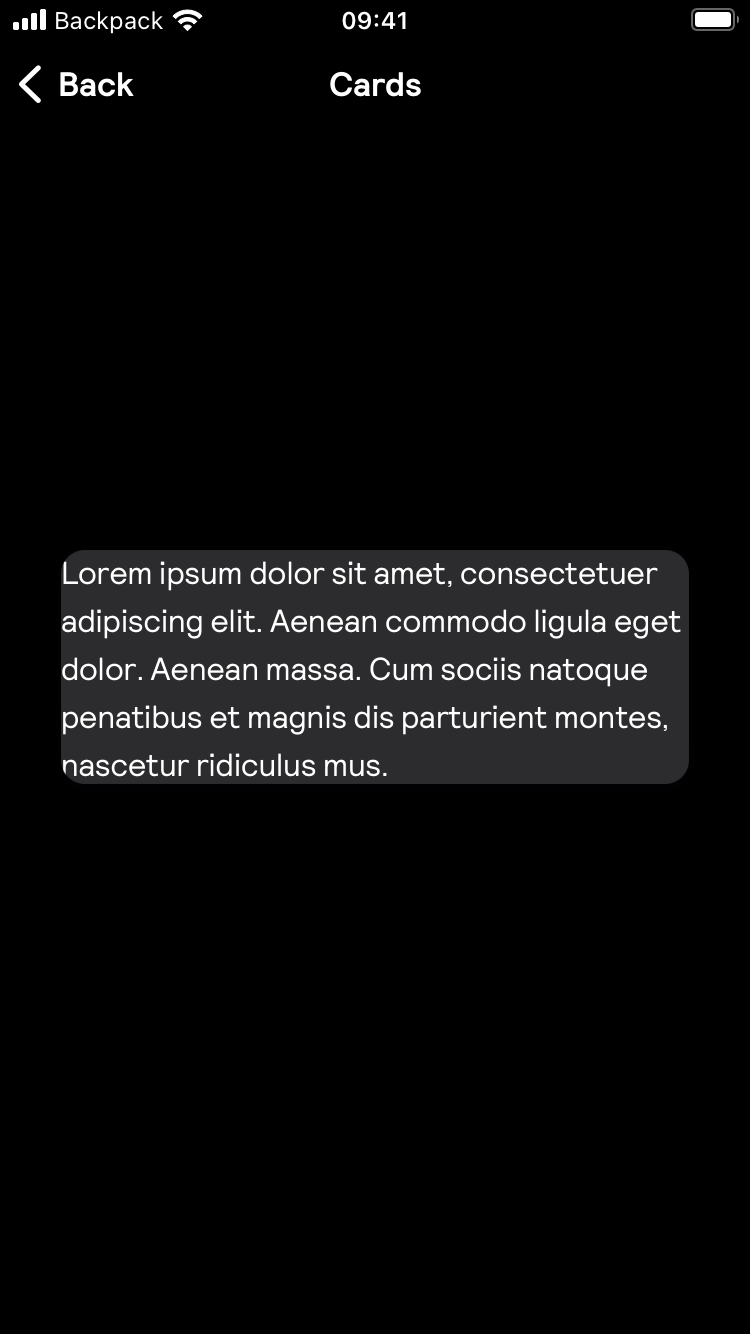 Backpack 09:41
Back Cards
Lorem ipsum dolor sit amet, consectetuer
adipiscing elit. Aenean commodo ligula eget
dolor. Aenean massa. Cum sociis natoque
penatibus et magnis dis parturient montes,
nascetur ridiculus mus.